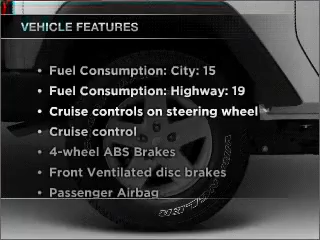 VEHICLE FEATURES
• Fuel Consumption: City: 15
• Fuel Consumption: Highway: 19
• Cruise controls on steering wheel
• Cruise control
• 4-wheel ABS Brakes
• Front Ventilated disc brakes
• Passenger Airbag